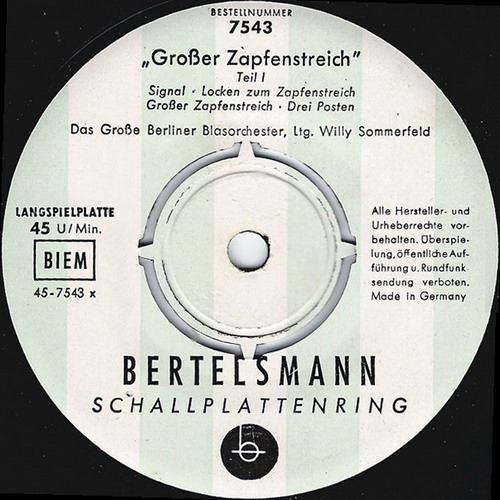 BESTELLNUMMER
7543
„Großer Zapfenstreich"
Teil I
Signal · Locken zum Zapfenstreich
Großer Zapfenstreich · Drei Posten
Das Große Berliner Blasorchester, Ltg. Willy Sommerfeld
LANGSPIELPLATTE
45 U/Min.
BIEM
45-7543 x
Alle Hersteller- und
Urheberrechte vor-
behalten. Überspie-
lung, öffentliche Auf-
führung u. Rundfunk
sendung verboten.
Made in Germany
BERTELSMANN
SCHALLPLATTENRING
b